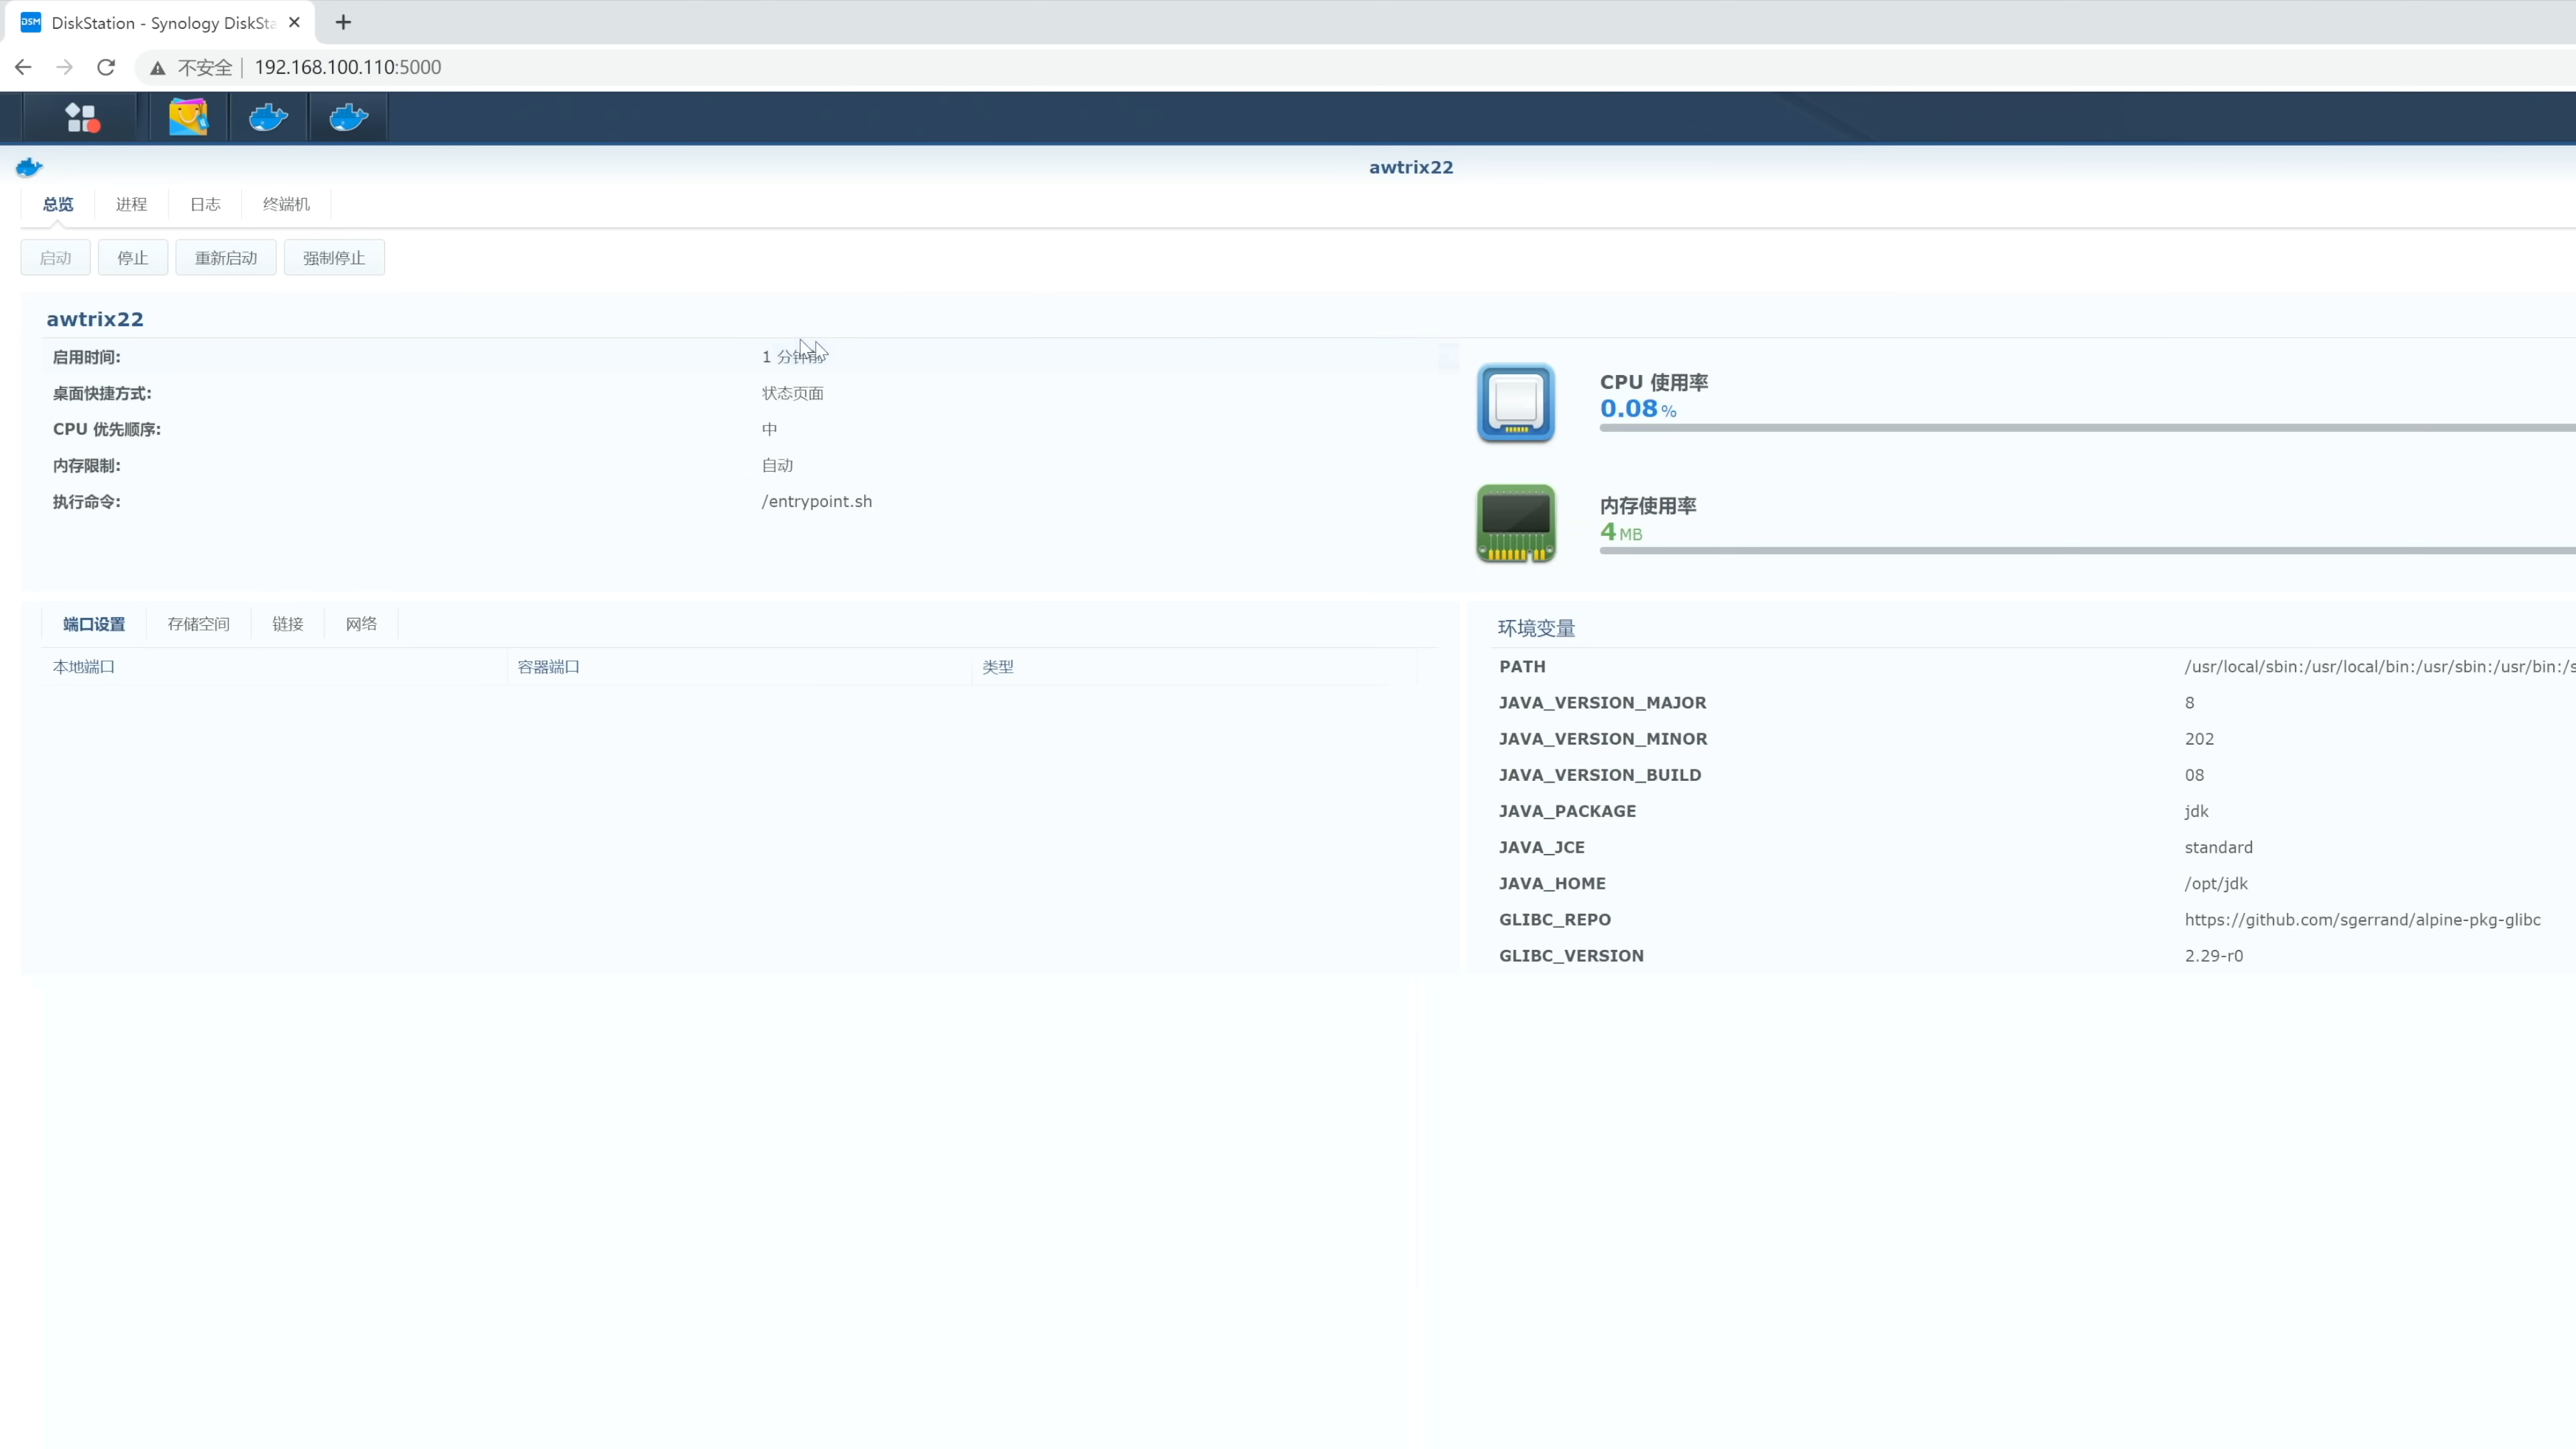 DSM DiskStation - Synology DiskSta
不安全 192.168.100.110:5000
awtrix22
总览 进程 日志 终端机
启动 停止 重新启动 强制停止
awtrix22
启用时间: 1 分钟前
桌面快捷方式: 状态页面
CPU 优先顺序: 中
内存限制: 自动
执行命令: /entrypoint.sh
CPU 使用率
0.08 %
内存使用率
4 MB
端口设置 存储空间 链接 网络
本地端口 容器端口 类型
环境变量
PATH /usr/local/sbin:/usr/local/bin:/usr/sbin:/usr/bin:/s
JAVA_VERSION_MAJOR 8
JAVA_VERSION_MINOR 202
JAVA_VERSION_BUILD 08
JAVA_PACKAGE jdk
JAVA_JCE standard
JAVA_HOME /opt/jdk
GLIBC_REPO https://github.com/sgerrand/alpine-pkg-glibc
GLIBC_VERSION 2.29-r0